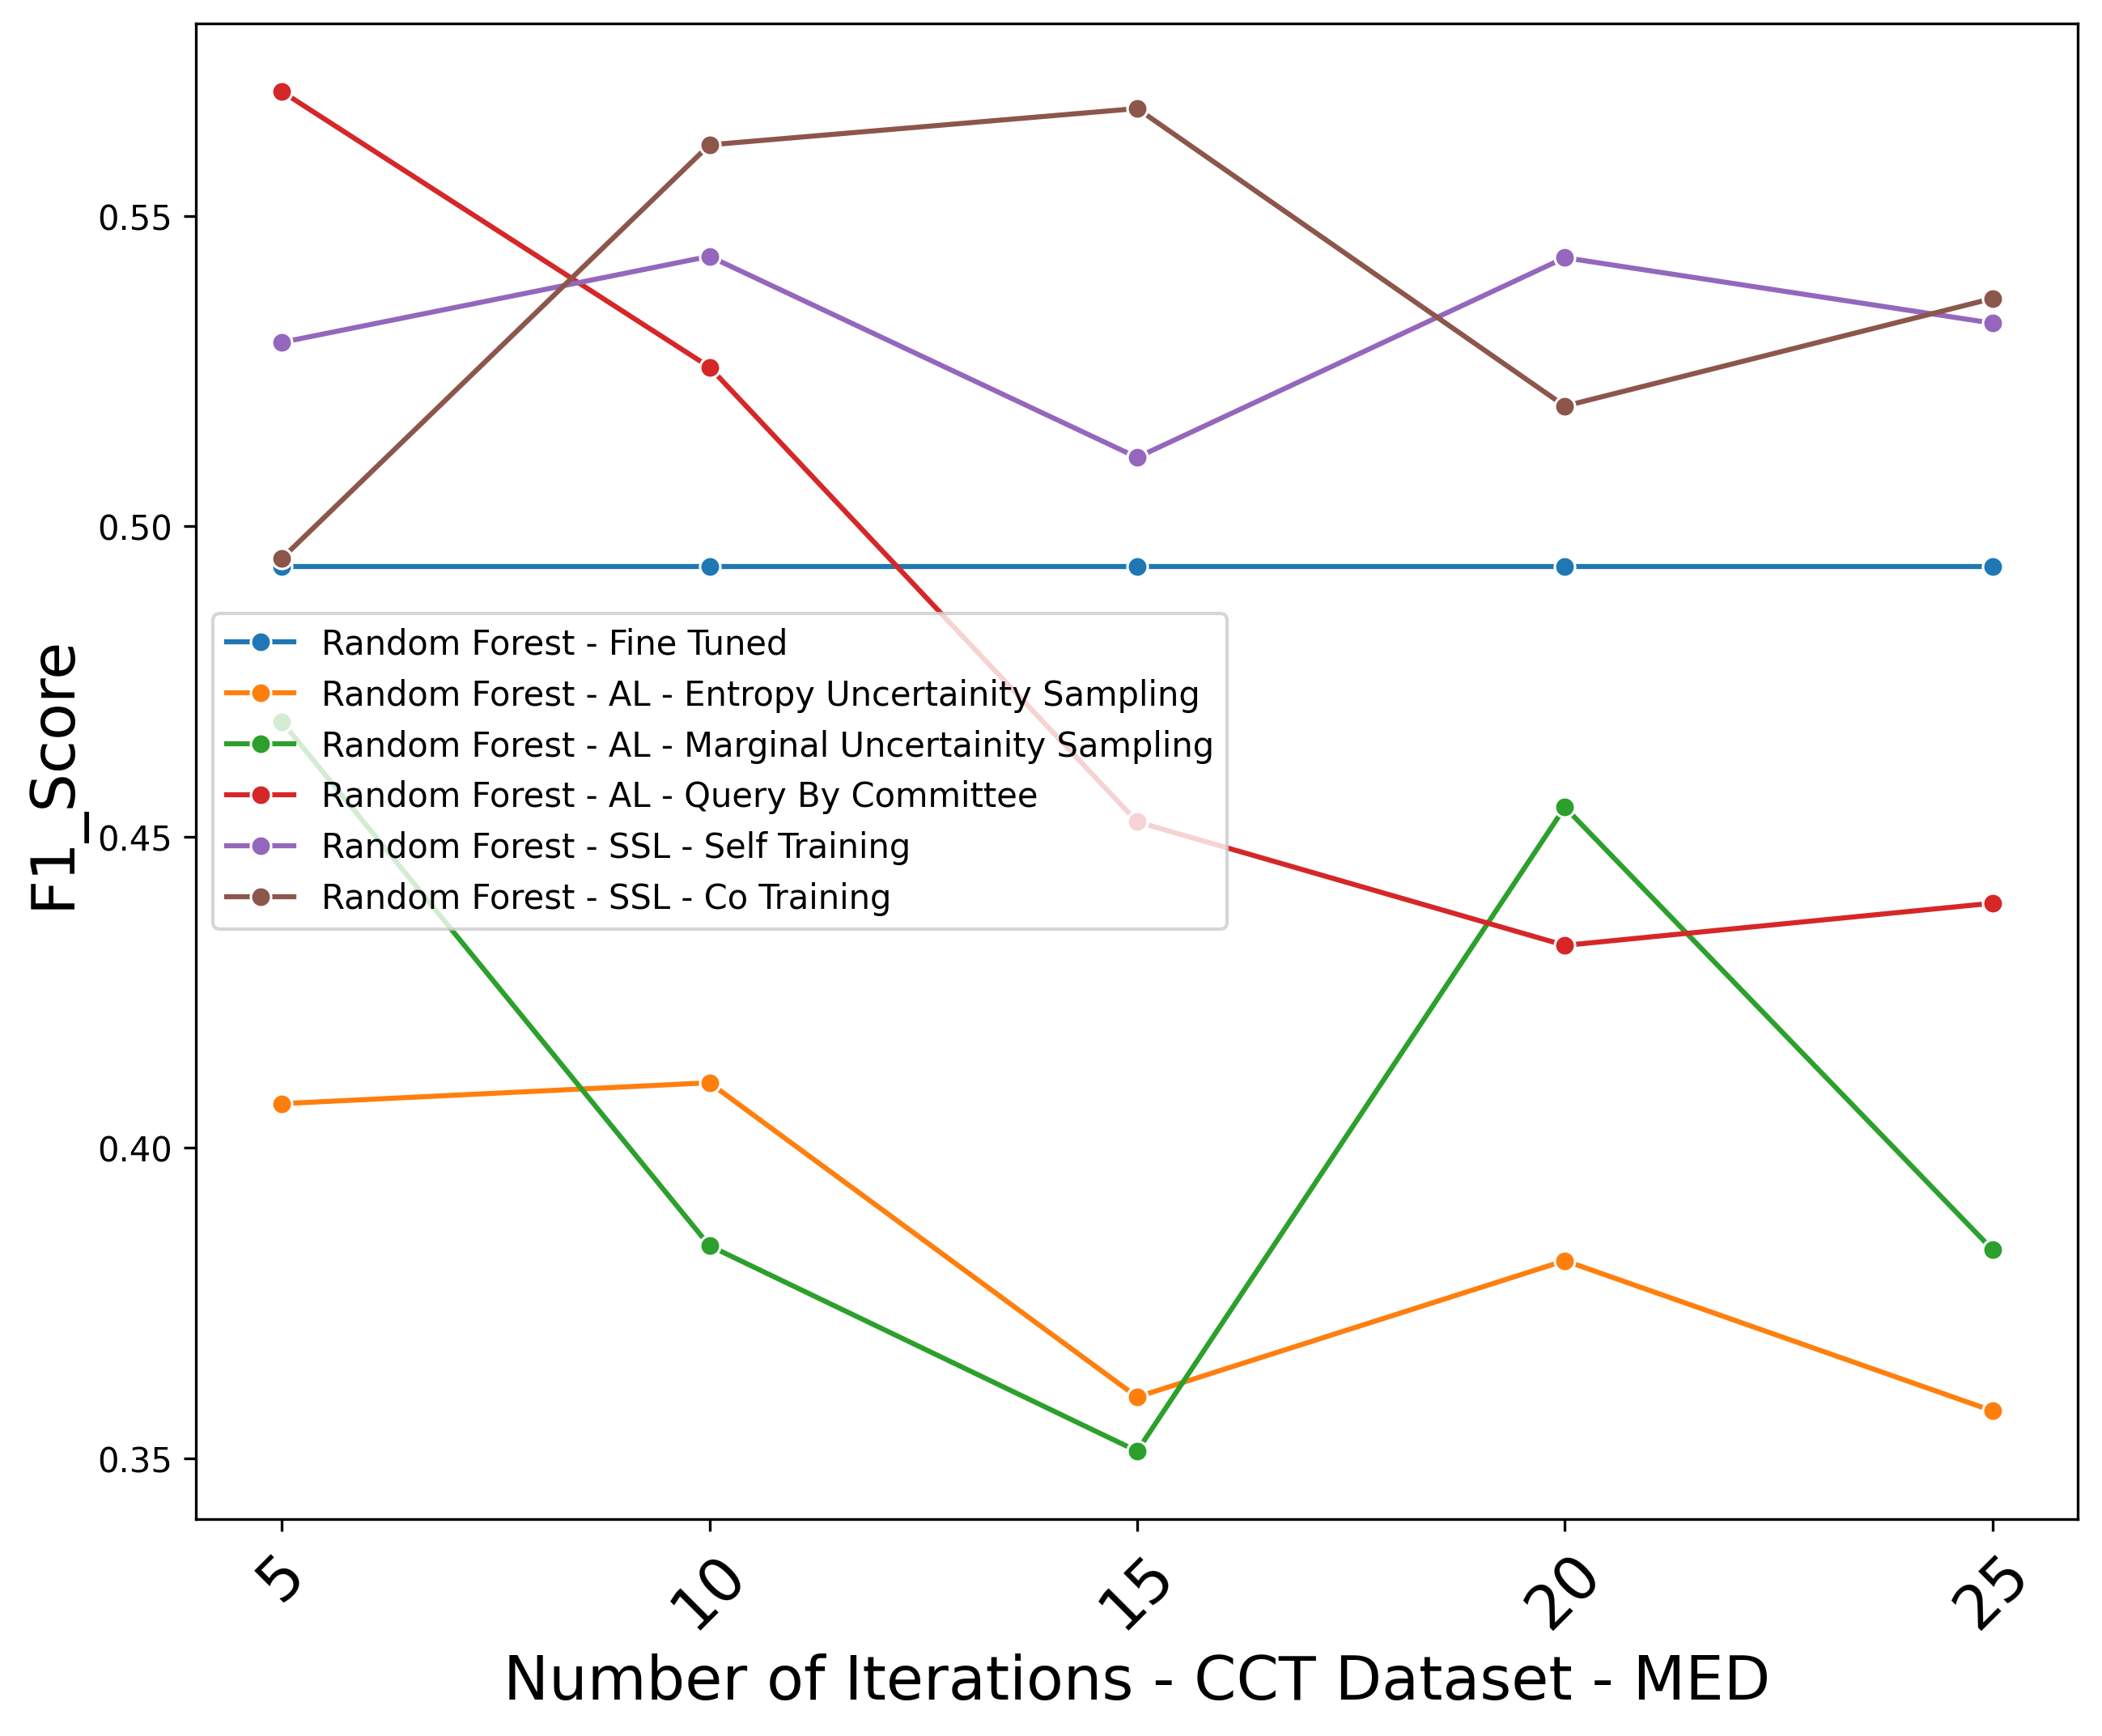 F1_Score
0.55
0.50
0.45
0.40
0.35
Random Forest - Fine Tuned
Random Forest - AL - Entropy Uncertainity Sampling
Random Forest - AL - Marginal Uncertainity Sampling
Random Forest - AL - Query By Committee
Random Forest - SSL - Self Training
Random Forest - SSL - Co Training
5 10 15 20 25
Number of Iterations - CCT Dataset - MED